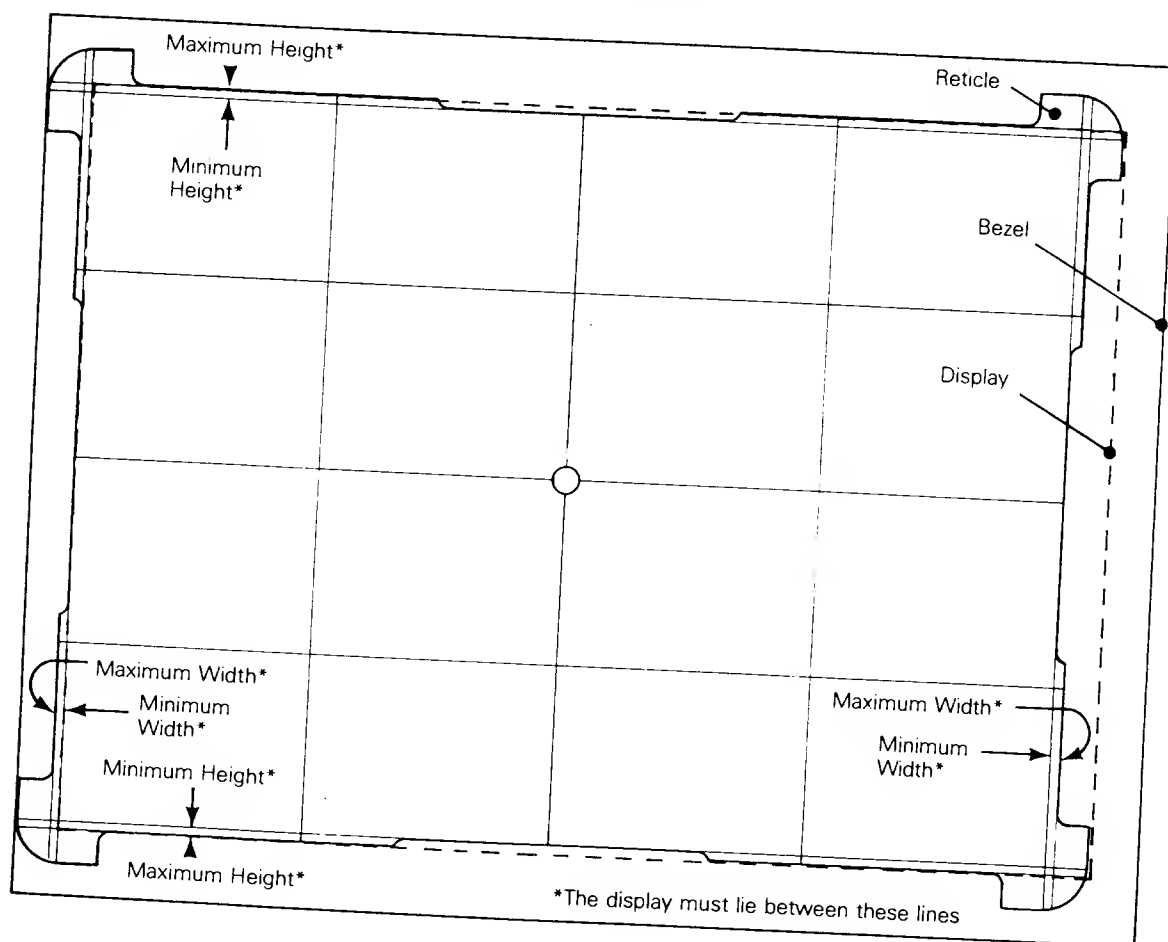 Maximum Height*
Reticle
Minimum
Height*
Bezel
Display
Maximum Width*
Minimum
Width*
Maximum Width*
Minimum
Width*
Minimum Height*
Maximum Height*
*The display must lie between these lines